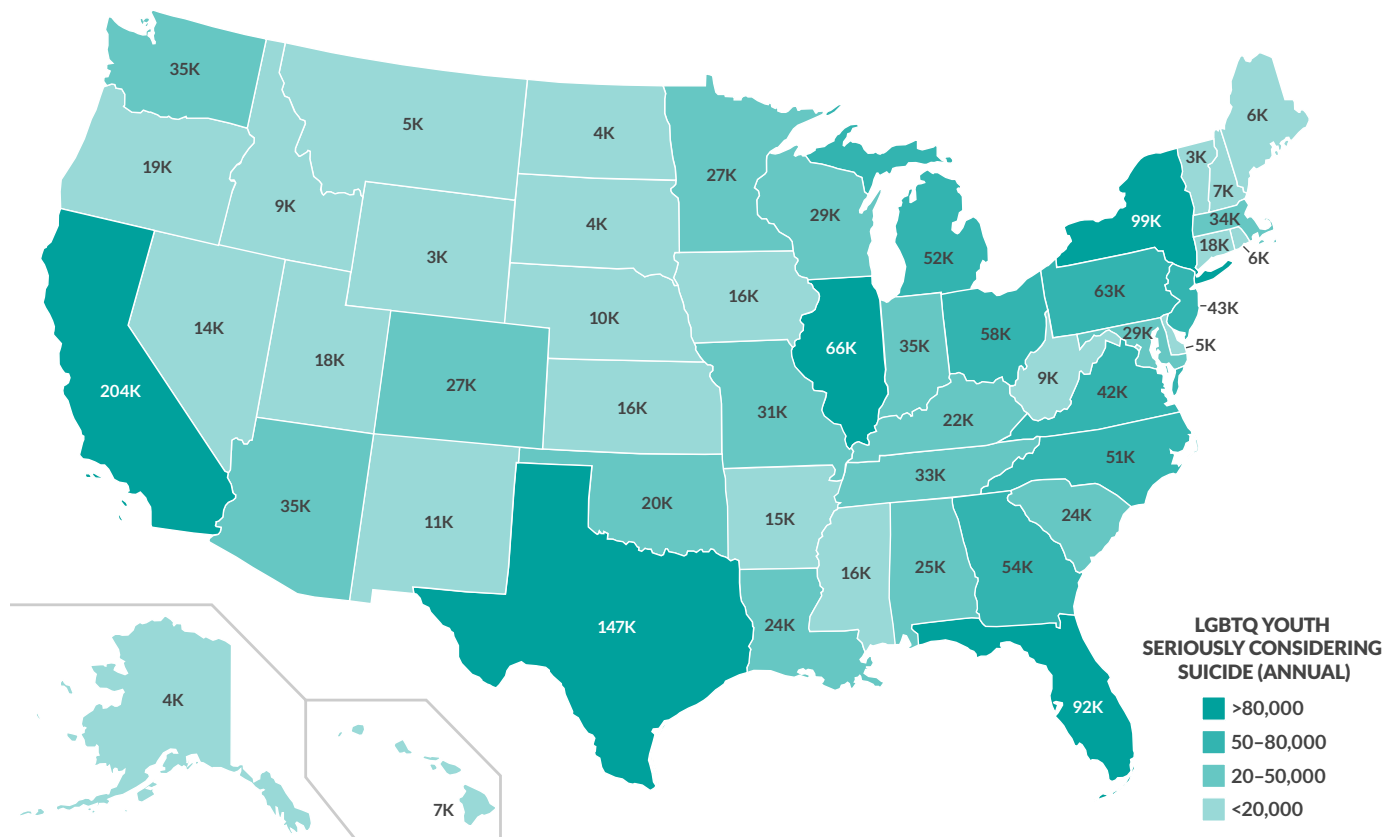 6K
35K
5K
4K
3K
19K
27K
7K
9K
29K
99K
34K
4K
18K
3K
52K
6K
16K
63K
10K
43K
14K
29K
58K
66K
35K
5K
18K
27K
9K
204K
42K
16K
31K
22K
51K
33K
35K
20K
24K
11K
15K
16K
25K
54K
147K
24K
LGBTQ YOUTH
SERIOUSLY CONSIDERING
SUICIDE (ANNUAL)
4K
92K
>80,000
50–80,000
20–50,000
7K
<20,000